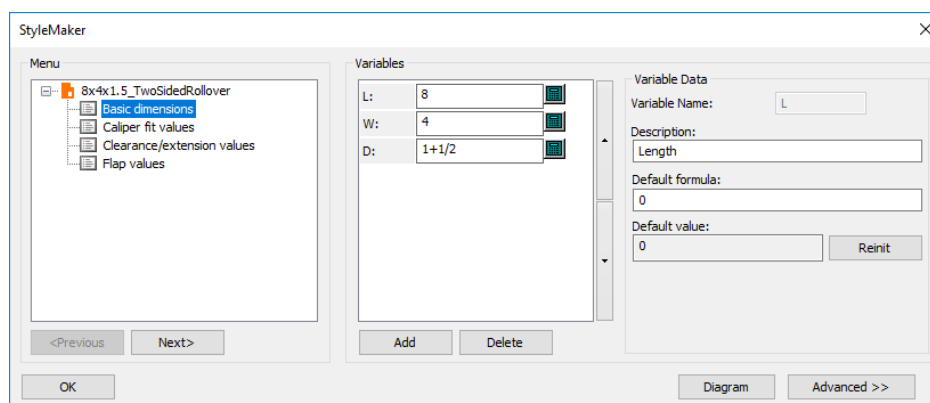 StyleMaker
Menu
8x4x1.5_TwoSidedRollover
Basic dimensions
Caliper fit values
Clearance/extension values
Flap values
<Previous
Next>
Variables
L: 8
W: 4
D: 1+1/2
Add
Delete
Variable Data
Variable Name: L
Description:
Length
Default formula:
0
Default value:
0
Reinit
OK
Diagram
Advanced >>